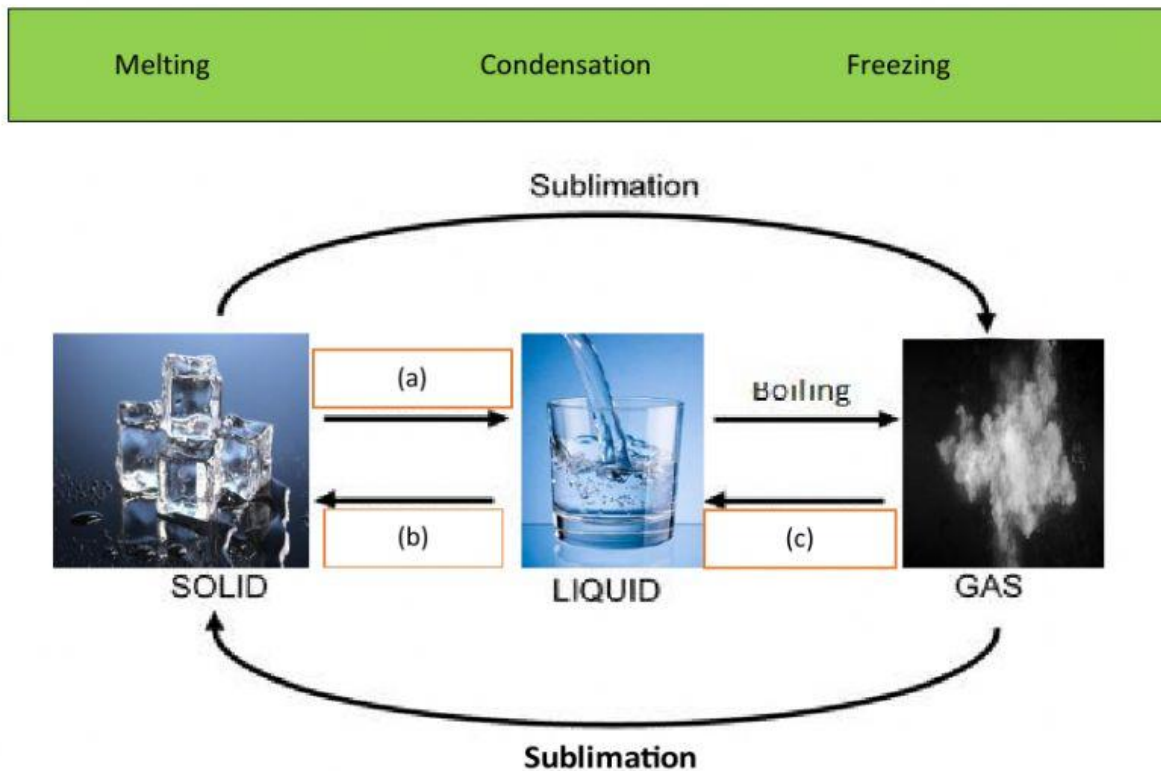 Melting Condensation Freezing
Sublimation
(a)
Boiling
(b)
(c)
SOLID
LIQUID
GAS
Sublimation